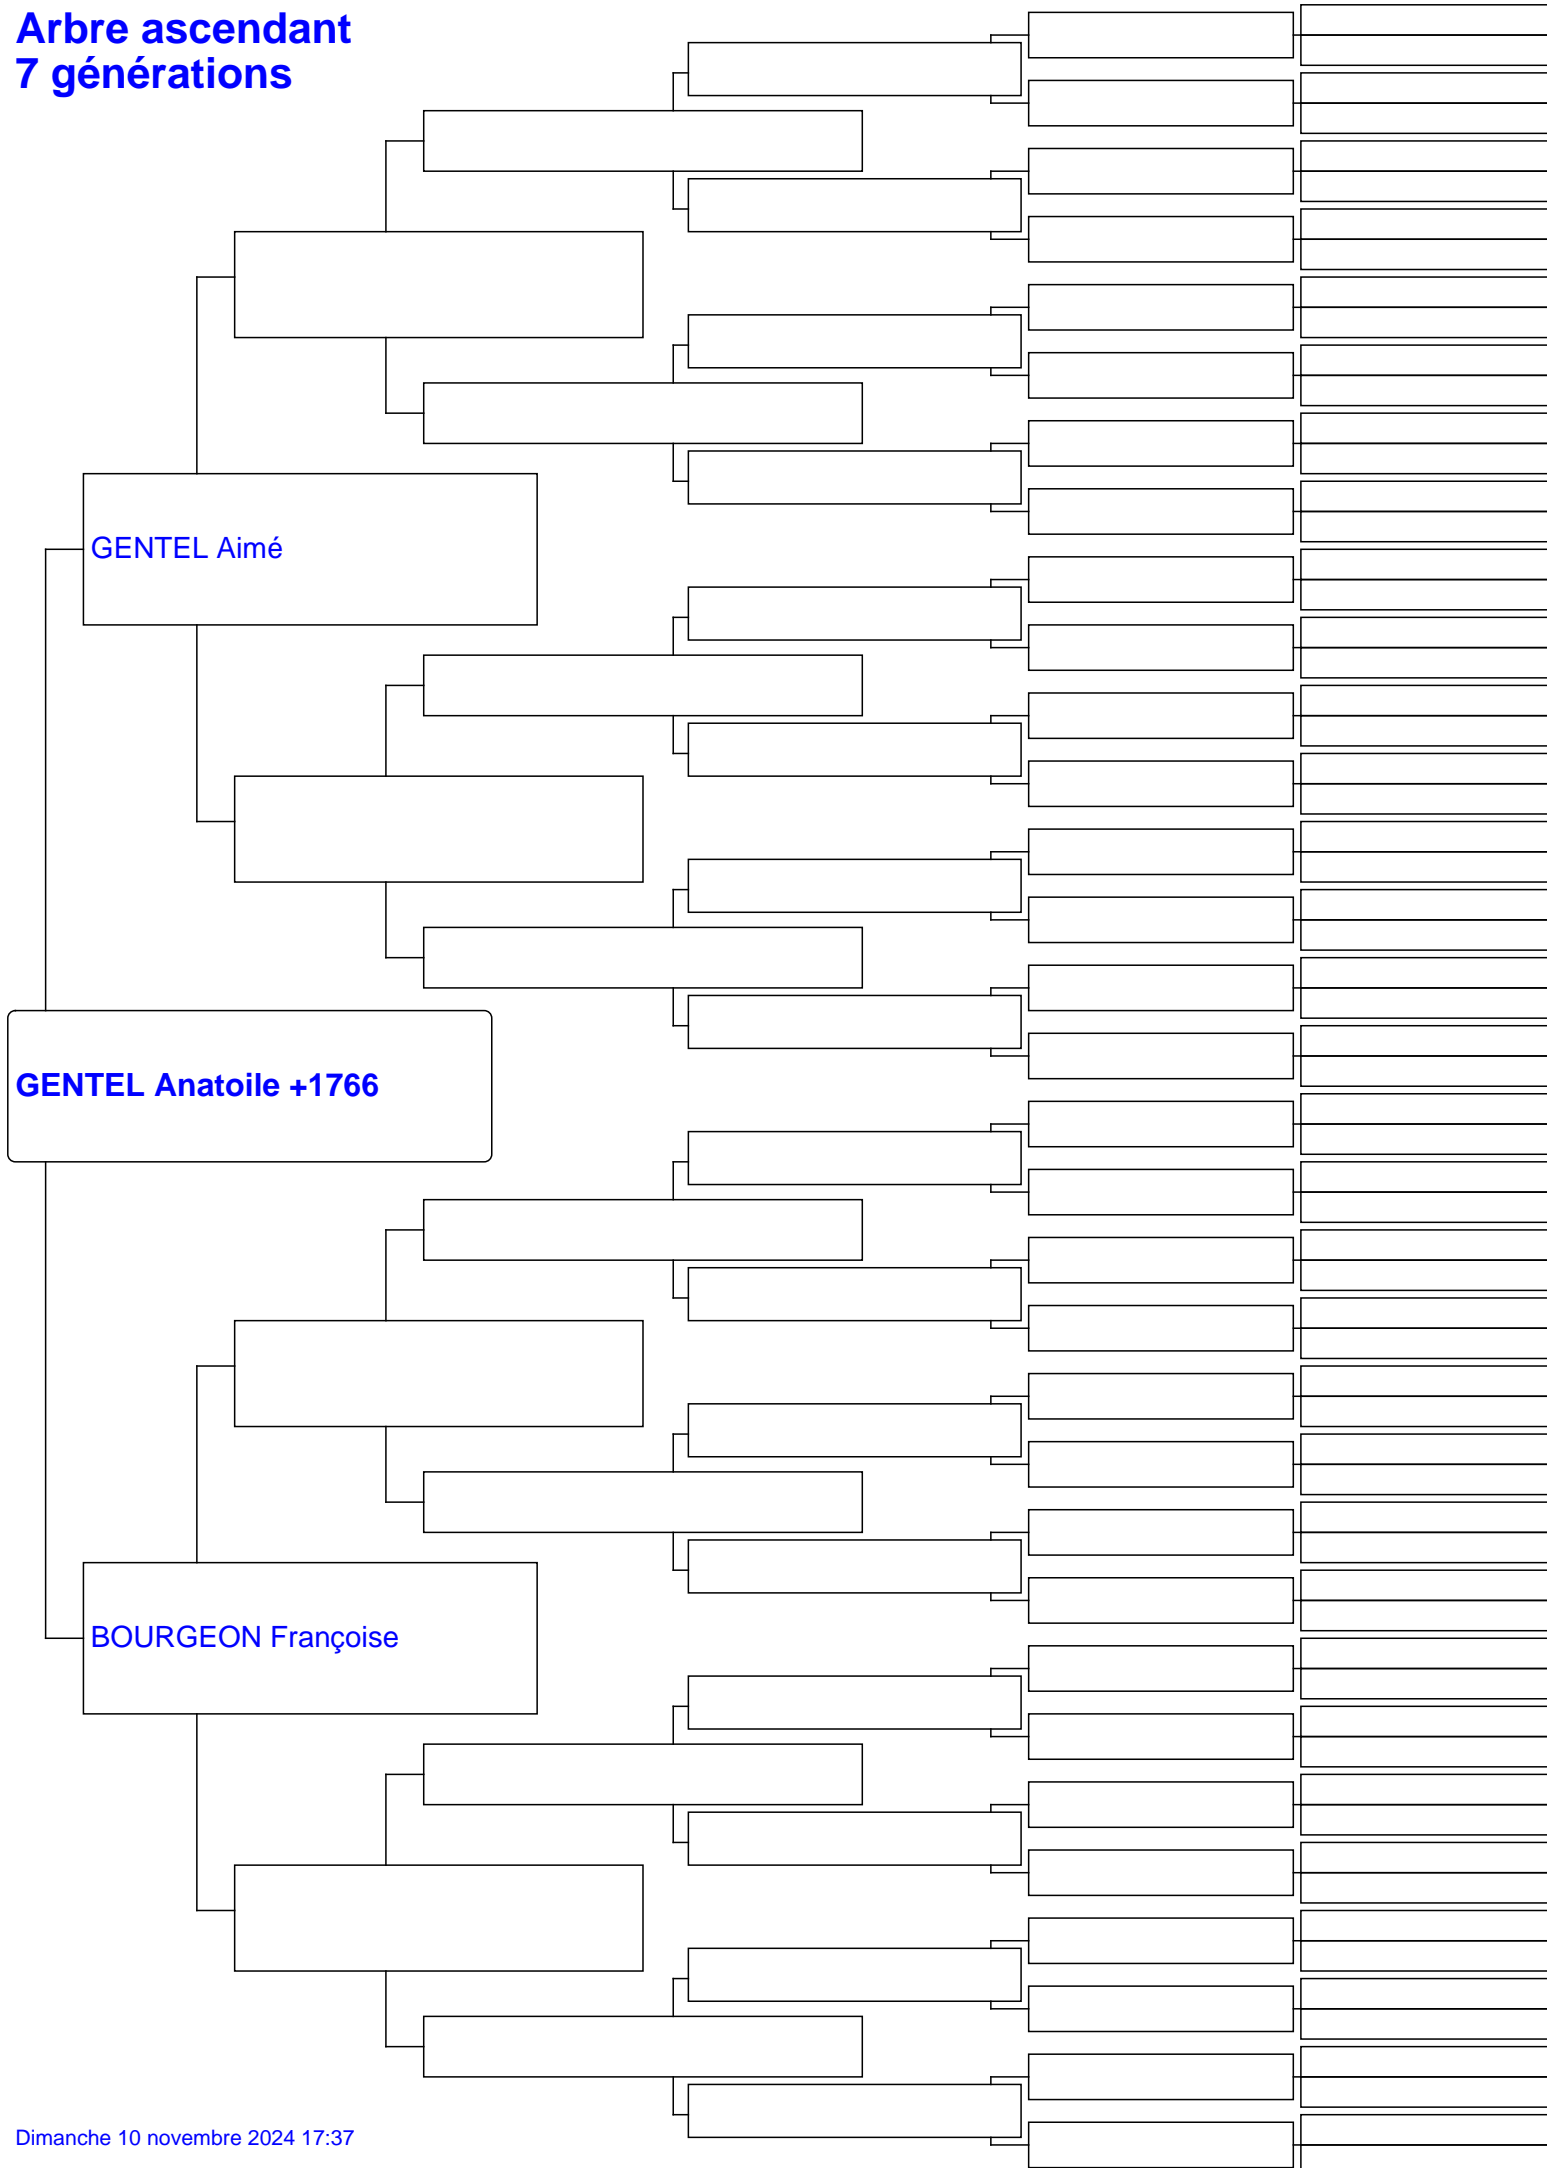 Arbre ascendant
7 générations
GENTEL Aimé
GENTEL Anatoile +1766
BOURGEON Françoise
Dimanche 10 novembre 2024 17:37